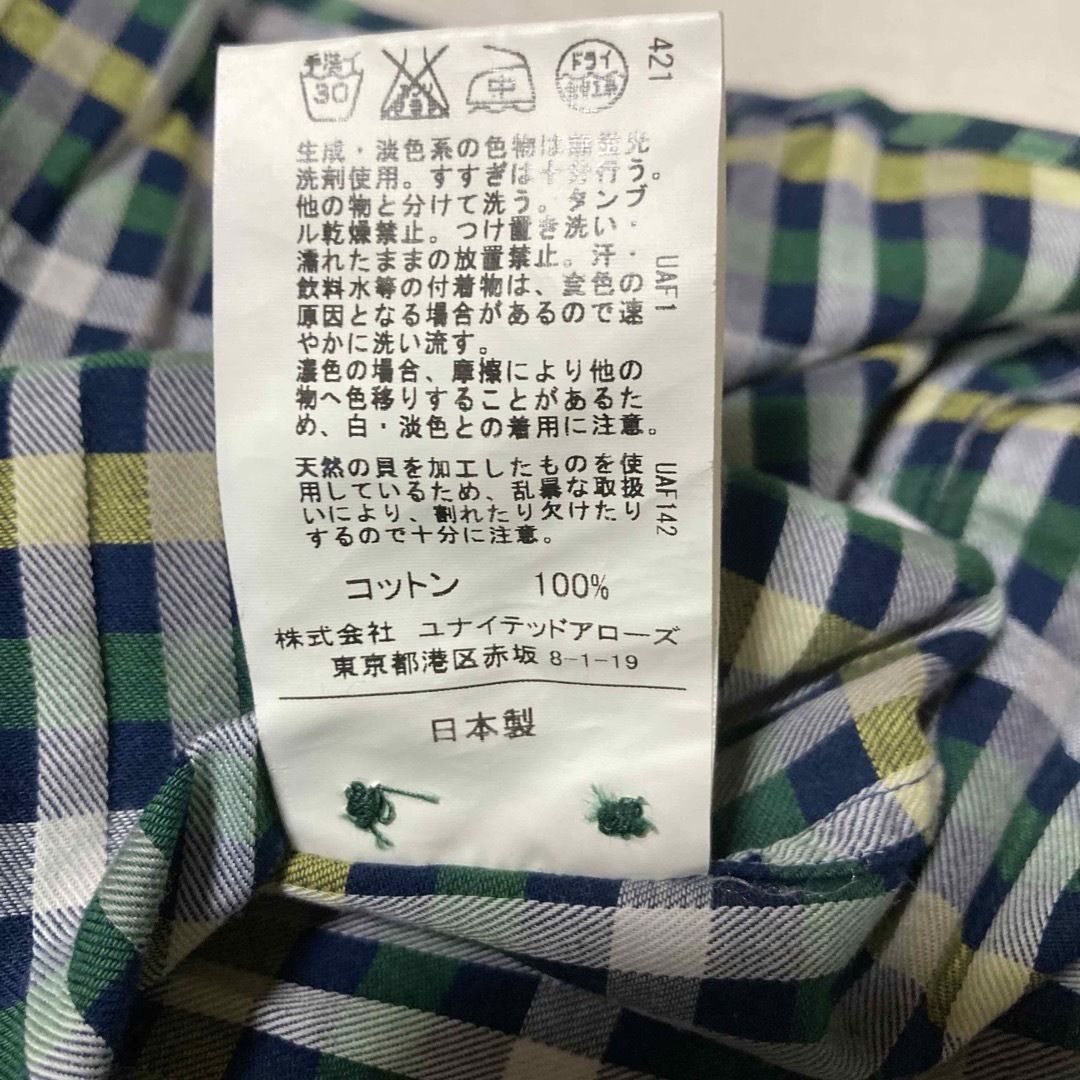 手洗イ
30
中
ドライ
421
生成・淡色系の色物は無蛍光
洗剤使用。すすぎは十分行う。
他の物と分けて洗う。タンブ
ル乾燥禁止。つけ置き洗い・
濡れたままの放置禁止。汗・
飲料水等の付着物は、変色の
原因となる場合があるので速
やかに洗い流す。
UAF1
濃色の場合、摩擦により他の
物へ色移りすることがあるた
め、白・淡色との着用に注意。
天然の貝を加工したものを使
用しているため、乱暴な取扱
いにより、割れたり欠けたり
するので十分に注意。
UAF142
コットン 100%
株式会社 ユナイテッドアローズ
東京都港区赤坂 8-1-19
日本製